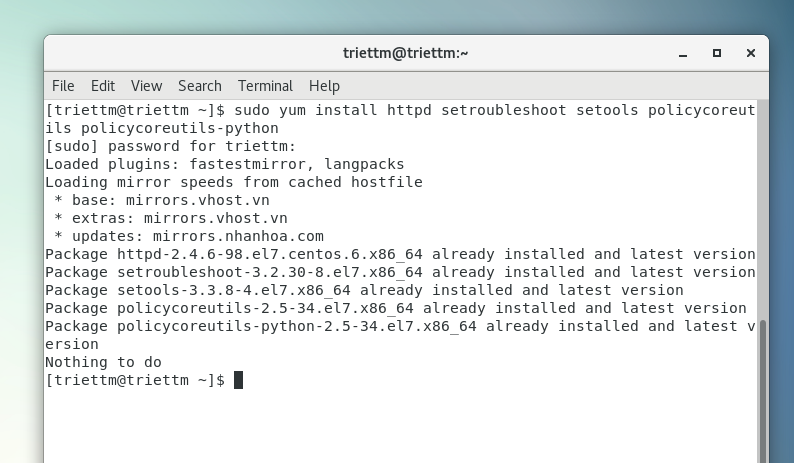 triettm@triettm:~
File Edit View Search Terminal Help
[triettm@triettm ~]$ sudo yum install httpd setroubleshoot setools policycoreut
ils policycoreutils-python
[sudo] password for triettm:
Loaded plugins: fastestmirror, langpacks
Loading mirror speeds from cached hostfile
 * base: mirrors.vhost.vn
 * extras: mirrors.vhost.vn
 * updates: mirrors.nhanhoa.com
Package httpd-2.4.6-98.el7.centos.6.x86_64 already installed and latest version
Package setroubleshoot-3.2.30-8.el7.x86_64 already installed and latest version
Package setools-3.3.8-4.el7.x86_64 already installed and latest version
Package policycoreutils-2.5-34.el7.x86_64 already installed and latest version
Package policycoreutils-python-2.5-34.el7.x86_64 already installed and latest v
ersion
Nothing to do
[triettm@triettm ~]$